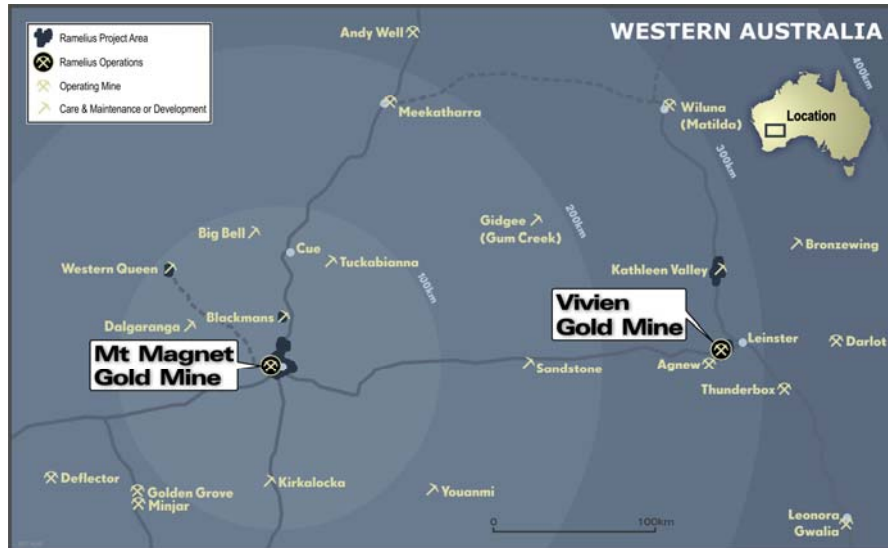 Ramelius Project Area
Ramelius Operations
Operating Mine
Care & Maintenance or Development
WESTERN AUSTRALIA
Location
400km
Andy Well
Meekatharra
Wiluna
(Matilda)
300km
200km
100km
Big Bell
Cue
Tuckabianna
Gidgee
(Gum Creek)
Bronzewing
Western Queen
Kathleen Valley
Dalgaranga
Blackmans
Vivien
Gold Mine
Mt Magnet
Gold Mine
Leinster
Darlot
Sandstone
Agnew
Thunderbox
Deflector
Golden Grove
Minjar
Kirkalocka
Youanmi
0
100km
Leonora
Gwalia